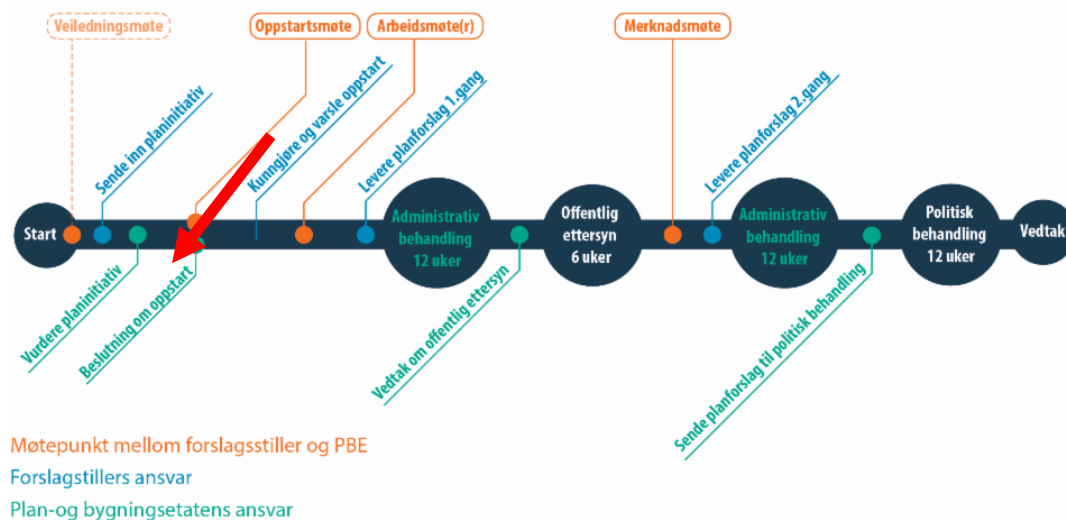 Veiledningsmøte
Oppstartsmøte
Arbeidsmøte(r)
Merknadsmøte
Sende inn planinitiativ
Kunngjøre og varsle oppstart
Levere planforslag 1.gang
Levere planforslag 2.gang
Start
Administrativ
behandling
12 uker
Offentlig
ettersyn
6 uker
Administrativ
behandling
12 uker
Politisk
behandling
12 uker
Vedtak
Vurdere planinitiativ
Beslutning om oppstart
Vedtak om offentlig ettersyn
Sende planforslag til politisk behandling
Møtepunkt mellom forslagsstiller og PBE
Forslagstillers ansvar
Plan-og bygningsetatens ansvar